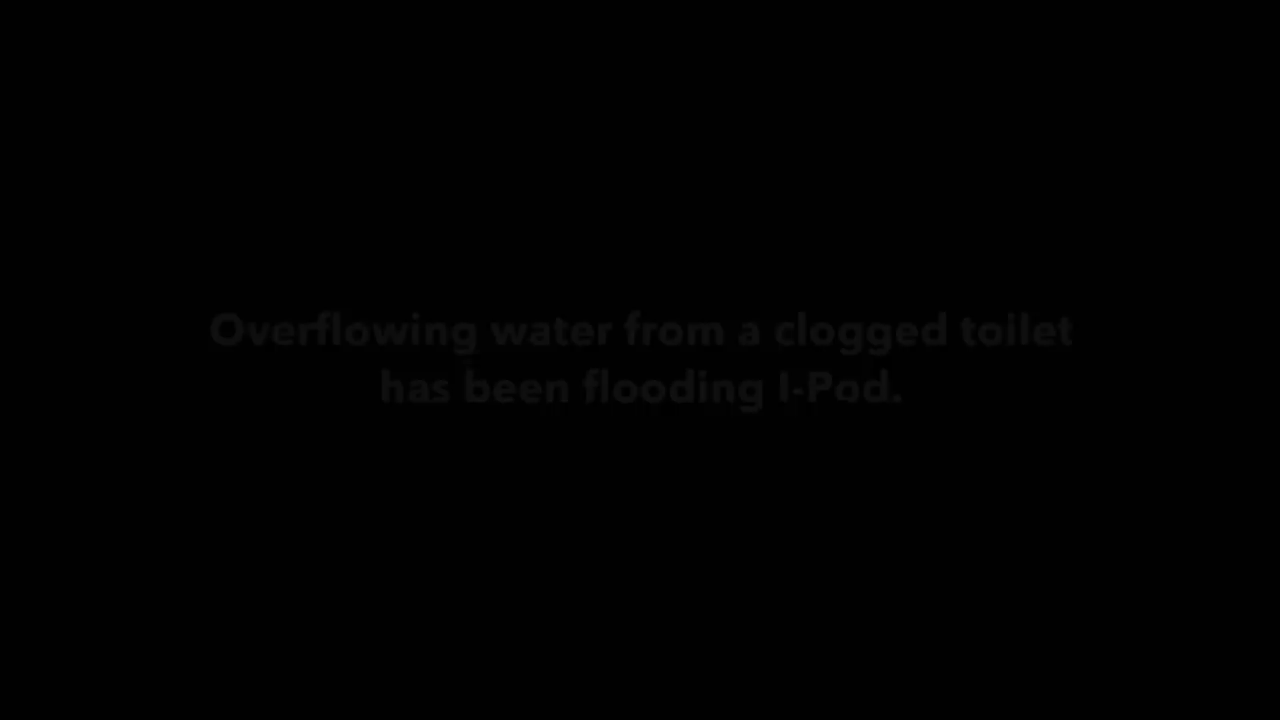 Overflowing water from a clogged toilet
has been flooding I-Pod.